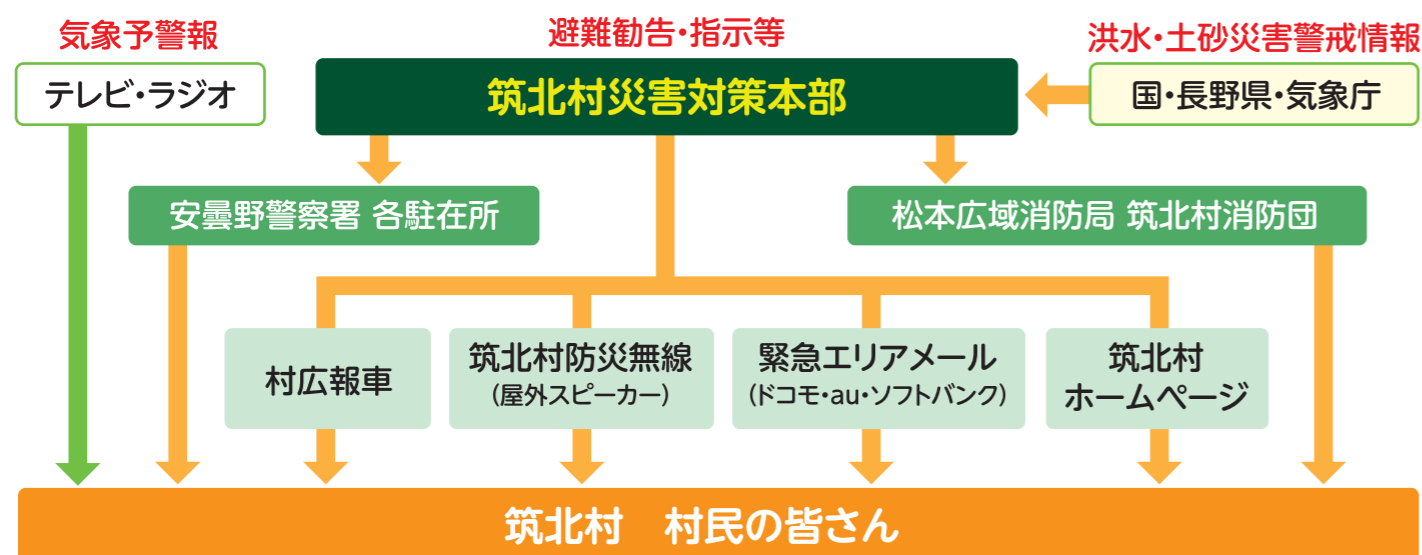 気象予警報
避難勧告・指示等
洪水・土砂災害警戒情報
テレビ・ラジオ
筑北村災害対策本部
国・長野県・気象庁
安曇野警察署 各駐在所
松本広域消防局 筑北村消防団
村広報車
筑北村防災無線
(屋外スピーカー)
緊急エリアメール
(ドコモ・au・ソフトバンク)
筑北村
ホームページ
筑北村　村民の皆さん